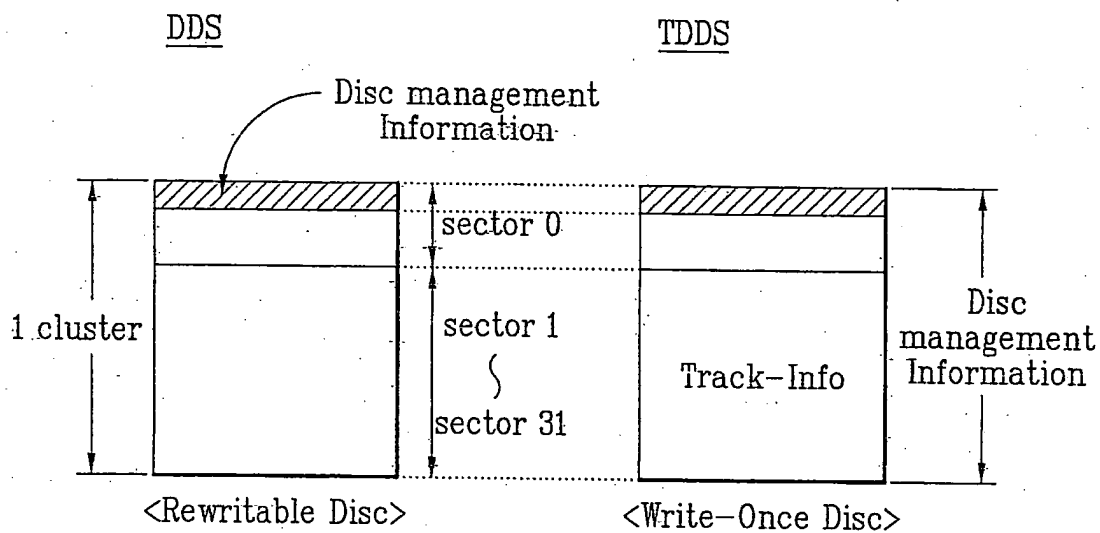 DDS
TDDS
Disc management
Information
sector 0
1 cluster
sector 1
sector 31
Track-Info
Disc
management
Information
<Rewritable Disc>
<Write-Once Disc>